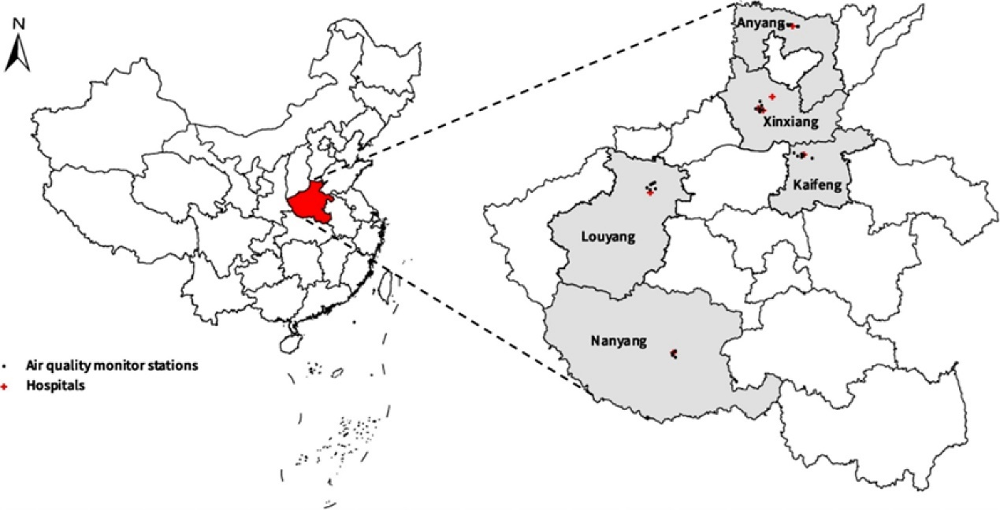 N
Anyang
Xinxiang
Kaifeng
Louyang
Nanyang
Air quality monitor stations
Hospitals